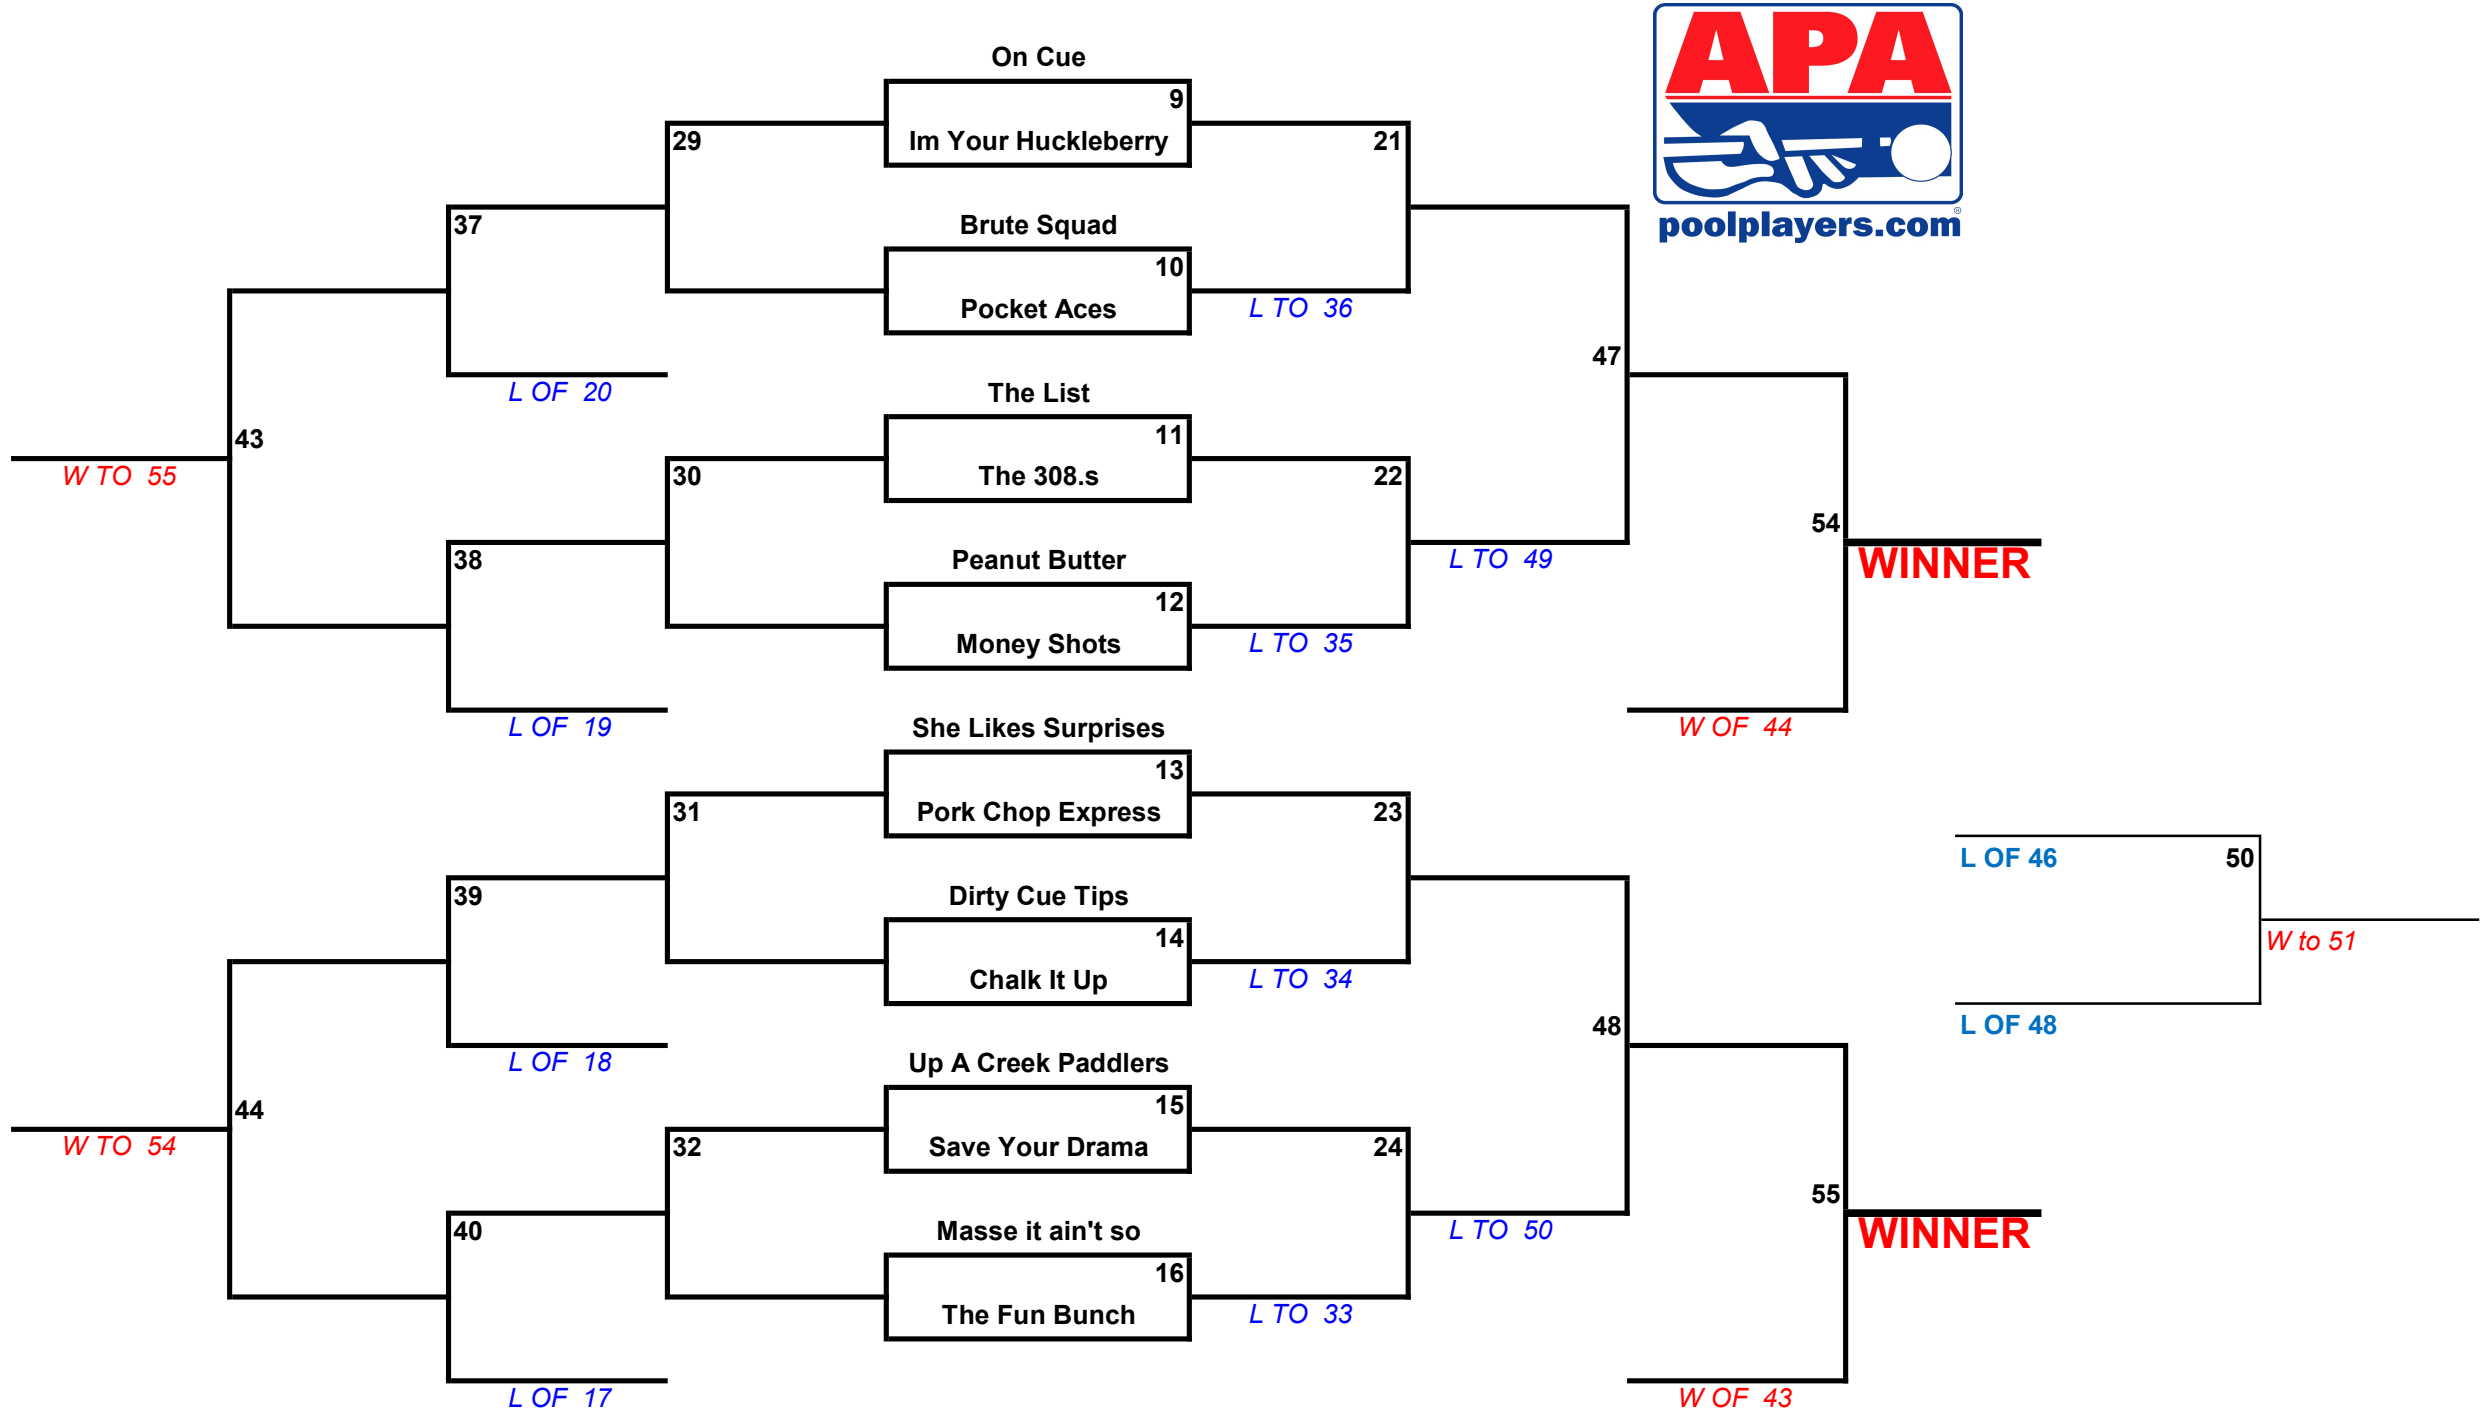 APA
poolplayers.com®
On Cue
9
29
Im Your Huckleberry
21
37
Brute Squad
10
Pocket Aces
L TO 36
47
L OF 20
The List
43
11
W TO 55
30
The 308.s
22
54
38
Peanut Butter
L TO 49
WINNER
12
Money Shots
L TO 35
L OF 19
She Likes Surprises
W OF 44
13
31
Pork Chop Express
23
L OF 46
50
39
Dirty Cue Tips
14
W to 51
Chalk It Up
L TO 34
48
L OF 48
L OF 18
Up A Creek Paddlers
44
15
W TO 54
32
Save Your Drama
24
55
40
Masse it ain't so
L TO 50
WINNER
16
The Fun Bunch
L TO 33
L OF 17
W OF 43